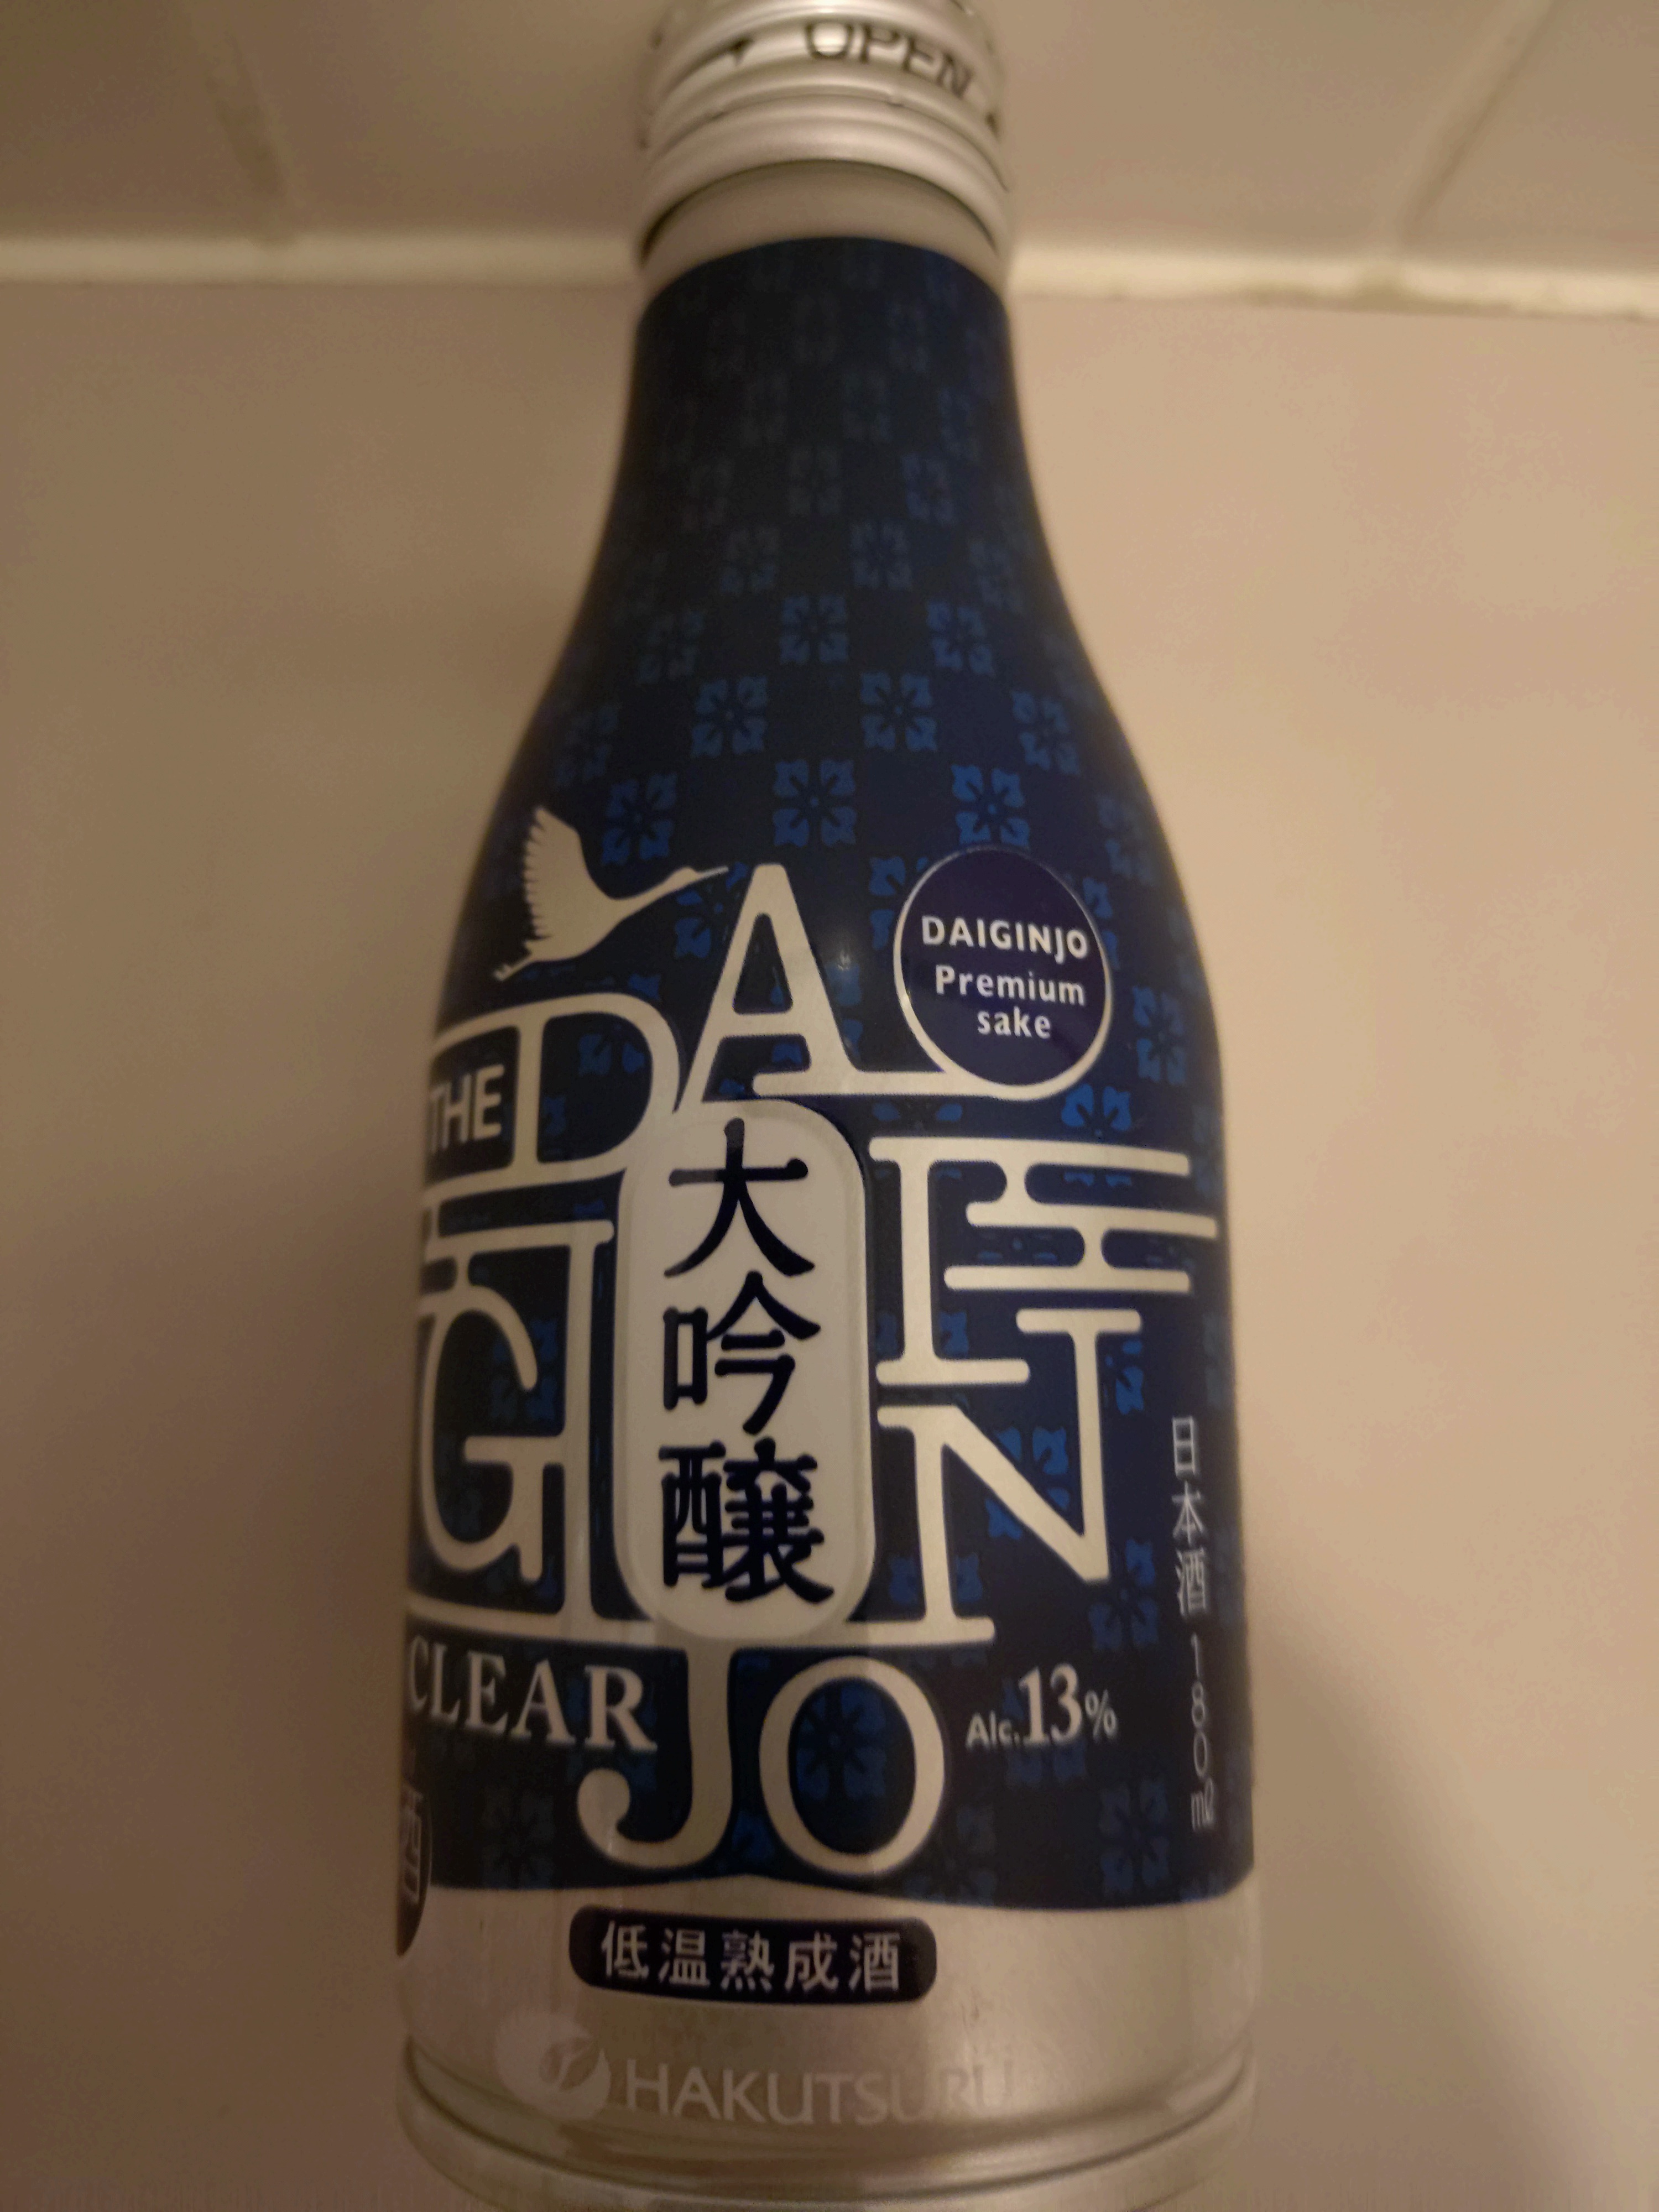 OPEN
DAIGINJO
Premium
sake
THE
DAIGINJO
大吟醸
CLEAR
Alc.13%
日本酒 180ml
酒
低温熟成酒
HAKUTSURU